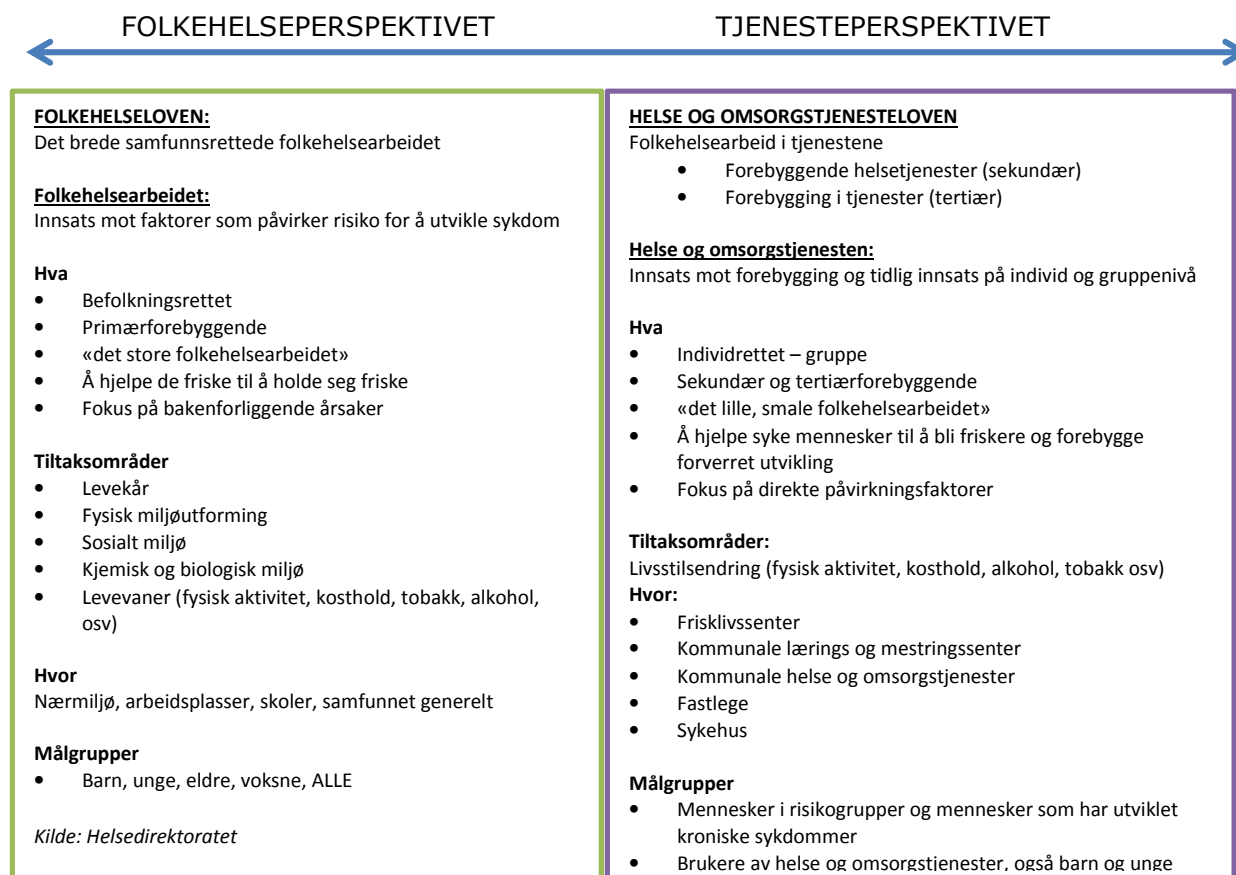 FOLKEHELSEPERSPEKTIVET
TJENESTEPERSPEKTIVET
FOLKEHELSELOVEN:
Det brede samfunnsrettede folkehelsearbeidet
Folkehelsearbeidet:
Innsats mot faktorer som påvirker risiko for å utvikle sykdom
Hva
• Befolkningsrettet
• Primærforebyggende
• «det store folkehelsearbeidet»
• Å hjelpe de friske til å holde seg friske
• Fokus på bakenforliggende årsaker
Tiltaksområder
• Levekår
• Fysisk miljøutforming
• Sosialt miljø
• Kjemisk og biologisk miljø
• Levevaner (fysisk aktivitet, kosthold, tobakk, alkohol,
osv)
Hvor
Nærmiljø, arbeidsplasser, skoler, samfunnet generelt
Målgrupper
• Barn, unge, eldre, voksne, ALLE
Kilde: Helsedirektoratet
HELSE OG OMSORGSTJENESTELOVEN
Folkehelsearbeid i tjenestene
• Forebyggende helsetjenester (sekundær)
• Forebygging i tjenester (tertiær)
Helse og omsorgstjenesten:
Innsats mot forebygging og tidlig innsats på individ og gruppenivå
Hva
• Individrettet – gruppe
• Sekundær og tertiærforebyggende
• «det lille, smale folkehelsearbeidet»
• Å hjelpe syke mennesker til å bli friskere og forebygge
forverret utvikling
• Fokus på direkte påvirkningsfaktorer
Tiltaksområder:
Livsstilsendring (fysisk aktivitet, kosthold, alkohol, tobakk osv)
Hvor:
• Frisklivssenter
• Kommunale lærings og mestringssenter
• Kommunale helse og omsorgstjenester
• Fastlege
• Sykehus
Målgrupper
• Mennesker i risikogrupper og mennesker som har utviklet
kroniske sykdommer
• Brukere av helse og omsorgstjenester, også barn og unge